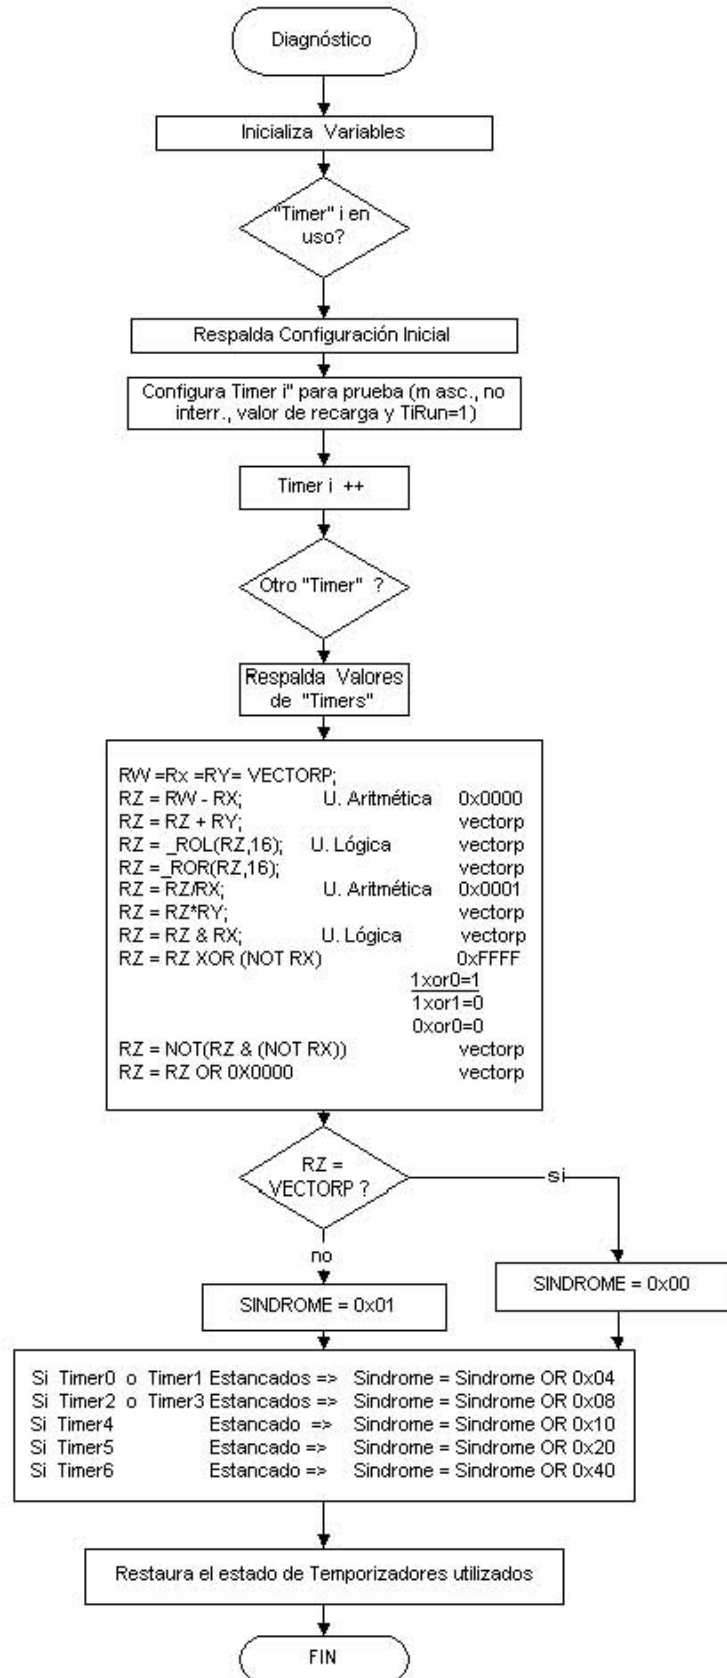 Diagnóstico
Inicializa Variables
"Timer" i en
uso?
Respalda Configuración Inicial
Configura Timer i" para prueba (m asc., no
interr., valor de recarga y TiRun=1)
Timer i ++
Otro "Timer" ?
Respalda Valores
de "Timers"
RW =Rx =RY= VECTORP;
RZ = RW - RX; U. Aritmética 0x0000
RZ = RZ + RY; vectorp
RZ = _ROL(RZ,16); U. Lógica vectorp
RZ =_ROR(RZ,16); vectorp
RZ = RZ/RX; U. Aritmética 0x0001
RZ = RZ*RY; vectorp
RZ = RZ & RX; U. Lógica vectorp
RZ = RZ XOR (NOT RX) 0xFFFF
1xor0=1
1xor1=0
0xor0=0
RZ = NOT(RZ & (NOT RX)) vectorp
RZ = RZ OR 0X0000 vectorp
RZ =
VECTORP ?
si
no
SINDROME = 0x01
SINDROME = 0x00
Si Timer0 o Timer1 Estancados => Sindrome = Sindrome OR 0x04
Si Timer2 o Timer3 Estancados => Sindrome = Sindrome OR 0x08
Si Timer4 Estancado => Sindrome = Sindrome OR 0x10
Si Timer5 Estancado => Sindrome = Sindrome OR 0x20
Si Timer6 Estancado => Sindrome = Sindrome OR 0x40
Restaura el estado de Temporizadores utilizados
FIN